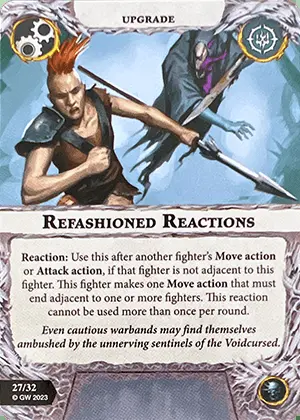 UPGRADE
REFASHIONED REACTIONS
Reaction: Use this after another fighter's Move action
or Attack action, if that fighter is not adjacent to this
fighter. This fighter makes one Move action that must
end adjacent to one or more fighters. This reaction
cannot be used more than once per round.
Even cautious warbands may find themselves
ambushed by the unnerving sentinels of the Voidcursed.
27/32
© GW 2023